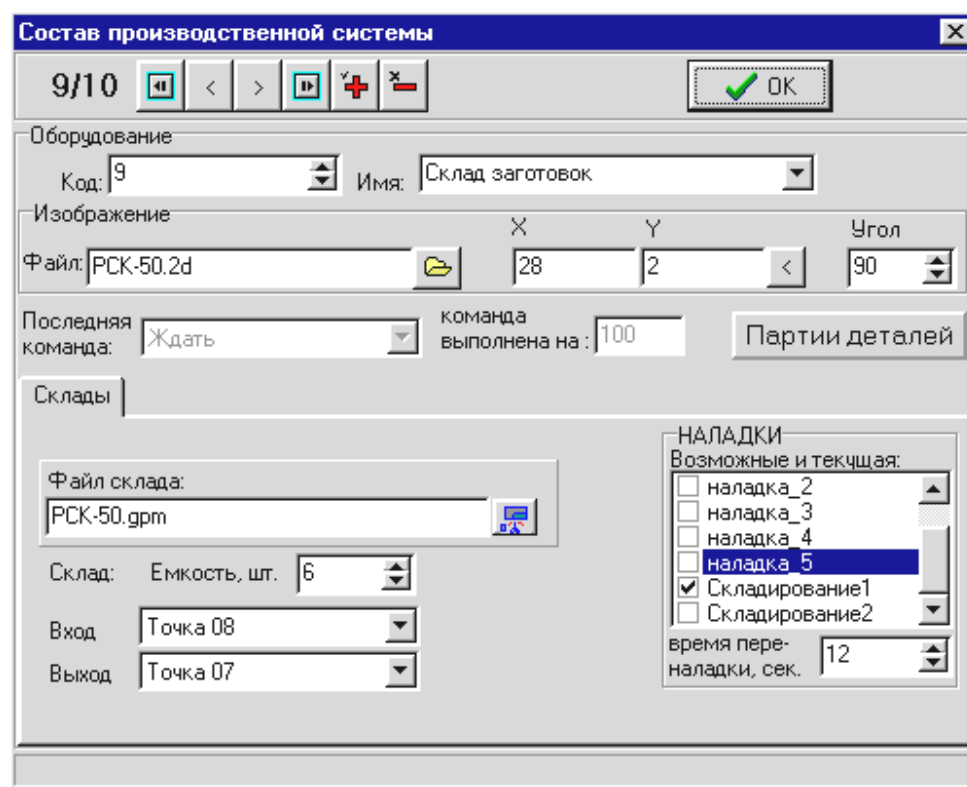 Состав производственной системы
9/10 < > OK
Оборудование
Код: 9 Имя: Склад заготовок
Изображение
X Y Угол
Файл: РСК-50.2d 28 2 < 90
Последняя команда: Ждать команда выполнена на : 100 Партии деталей
Склады
НАЛАДКИ
Возможные и текущая:
Файл склада:
РСК-50.gpm
наладка_2
наладка_3
наладка_4
наладка_5
Складирование1
Складирование2
Склад: Емкость, шт. 6
Вход Точка 08
Выход Точка 07
время пере-
наладки, сек. 12